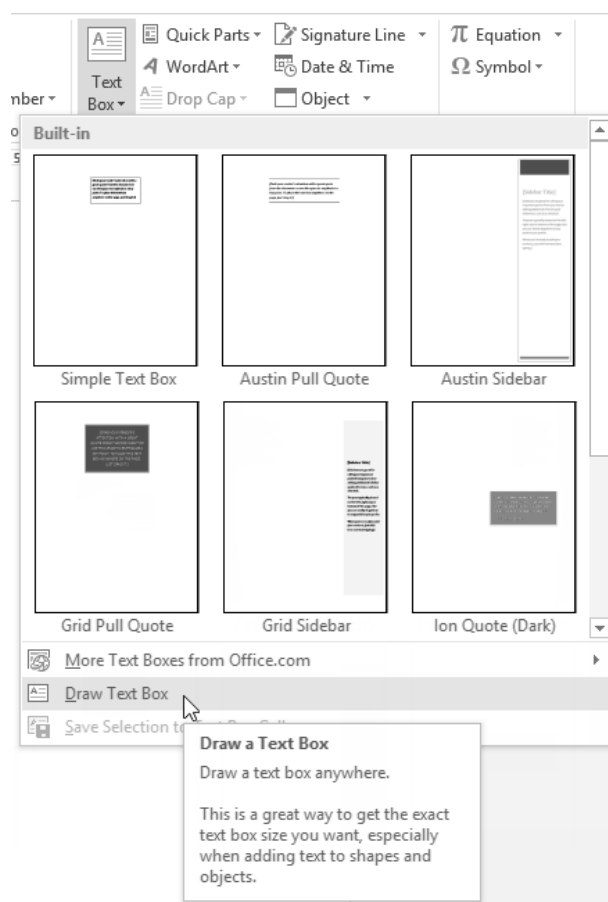 Quick Parts
Signature Line
Equation
WordArt
Date & Time
Symbol
Text
Box
Drop Cap
Object
Built-in
Simple Text Box
Austin Pull Quote
Austin Sidebar
Grid Pull Quote
Grid Sidebar
Ion Quote (Dark)
More Text Boxes from Office.com
Draw Text Box
Save Selection
Draw a Text Box
Draw a text box anywhere.
This is a great way to get the exact
text box size you want, especially
when adding text to shapes and
objects.